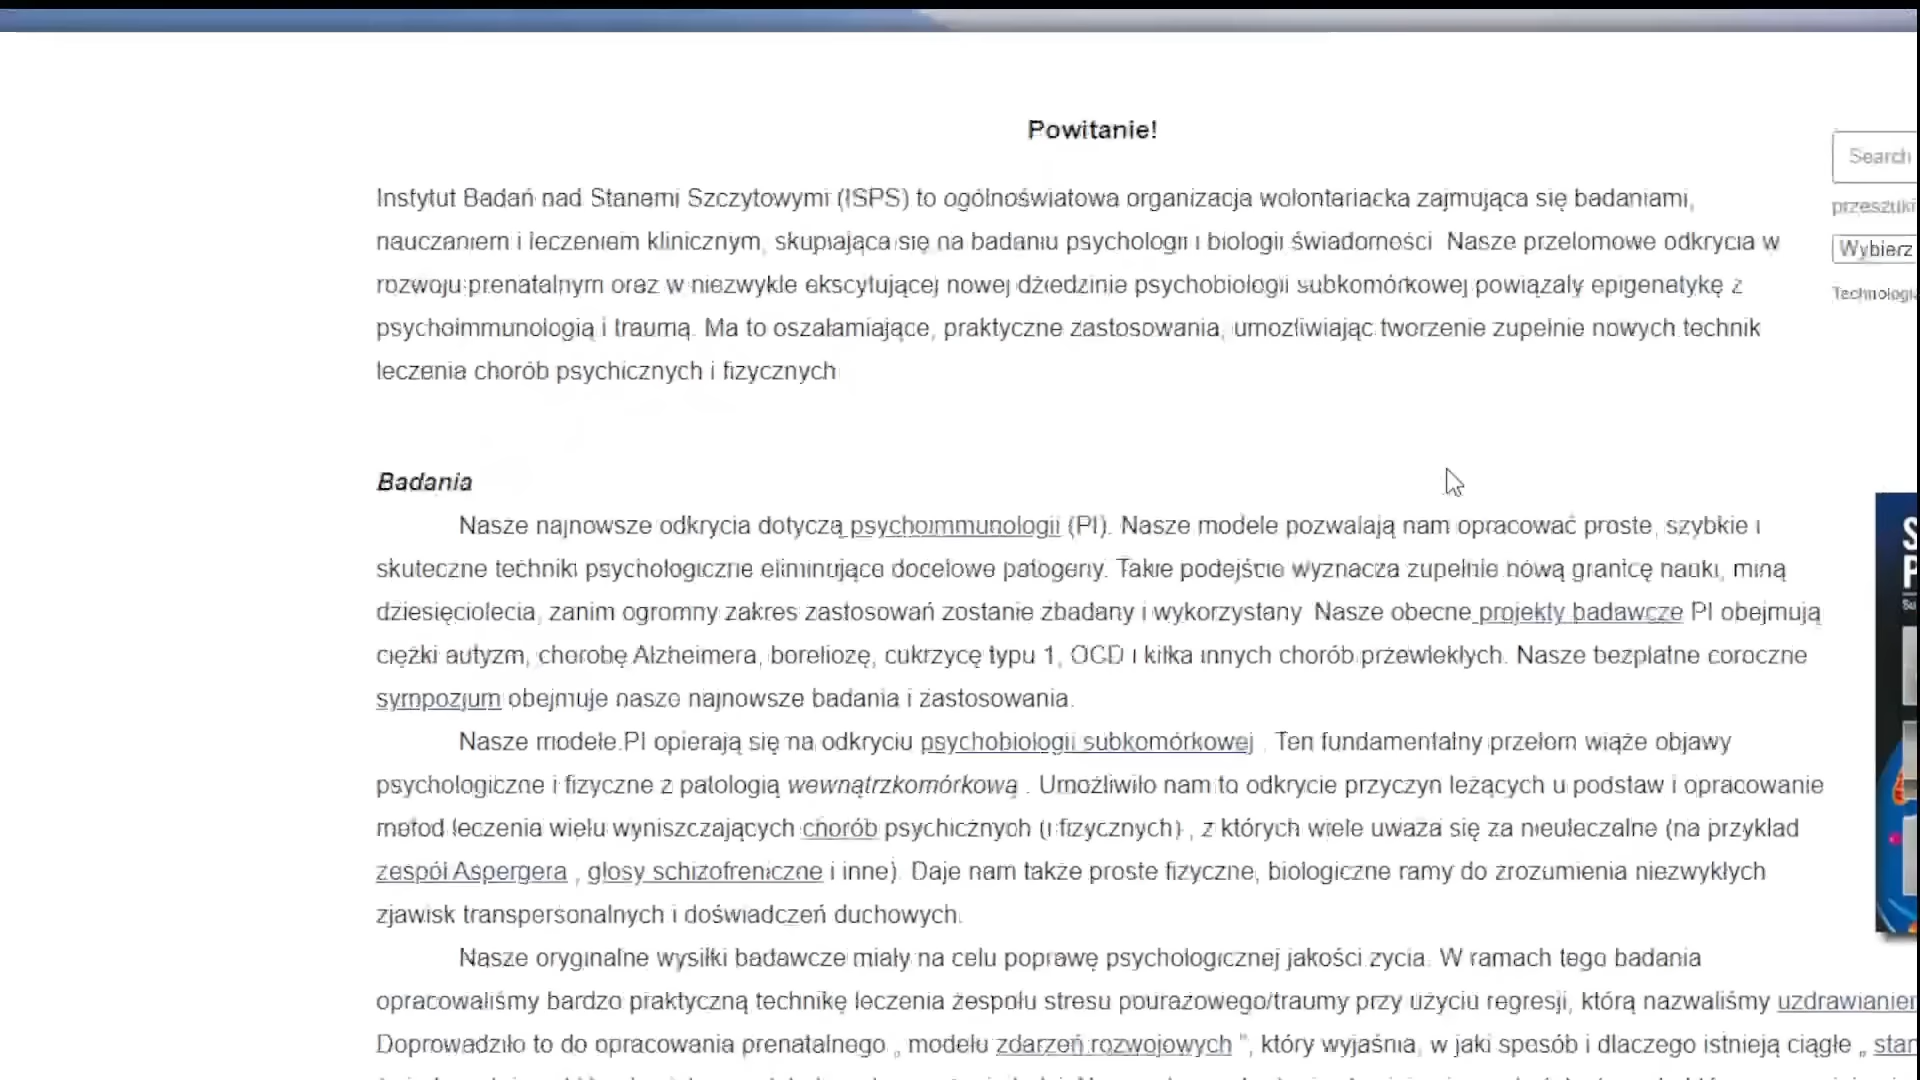 Powitanie!
Search
Instytut Badań nad Stanami Szczytowymi (ISPS) to ogólnoświatowa organizacja wolontariacka zajmująca się badaniami,
przeszuki
nauczaniem i leczeniem klinicznym, skupiająca się na badaniu psychologii i biologii świadomości. Nasze przełomowe odkrycia w
Wybierz
rozwoju prenatalnym oraz w niezwykle ekscytującej nowej dziedzinie psychobiologii subkomórkowej powiązały epigenetykę z
Technologi
psychoimmunologią i traumą. Ma to oszałamiające, praktyczne zastosowania, umożliwiając tworzenie zupełnie nowych technik
leczenia chorób psychicznych i fizycznych
Badania
Nasze najnowsze odkrycia dotyczą psychoimmunologii (PI). Nasze modele pozwalają nam opracować proste, szybkie i
skuteczne techniki psychologiczne eliminujące docelowe patogeny. Takie podejście wyznacza zupełnie nową granicę nauki, miną
dziesięciolecia, zanim ogromny zakres zastosowań zostanie zbadany i wykorzystany. Nasze obecne projekty badawcze PI obejmują
ciężki autyzm, chorobę Alzheimera, boreliozę, cukrzycę typu 1, OCD i kilka innych chorób przewlekłych. Nasze bezpłatne coroczne
sympozjum obejmuje nasze najnowsze badania i zastosowania.
Nasze modele PI opierają się na odkryciu psychobiologii subkomórkowej . Ten fundamentalny przełom wiąże objawy
psychologiczne i fizyczne z patologią wewnątrzkomórkową . Umożliwiło nam to odkrycie przyczyn leżących u podstaw i opracowanie
metod leczenia wielu wyniszczających chorób psychicznych (i fizycznych) , z których wiele uważa się za nieuleczalne (na przykład
zespół Aspergera , głosy schizofreniczne i inne). Daje nam także proste fizyczne, biologiczne ramy do zrozumienia niezwykłych
zjawisk transpersonalnych i doświadczeń duchowych.
Nasze oryginalne wysiłki badawcze miały na celu poprawę psychologicznej jakości życia. W ramach tego badania
opracowaliśmy bardzo praktyczną technikę leczenia zespołu stresu pourazowego/traumy przy użyciu regresji, którą nazwaliśmy uzdrawianiem
Doprowadziło to do opracowania prenatalnego „ modelu zdarzeń rozwojowych ”, który wyjaśnia, w jaki sposób i dlaczego istnieją ciągłe „ stan